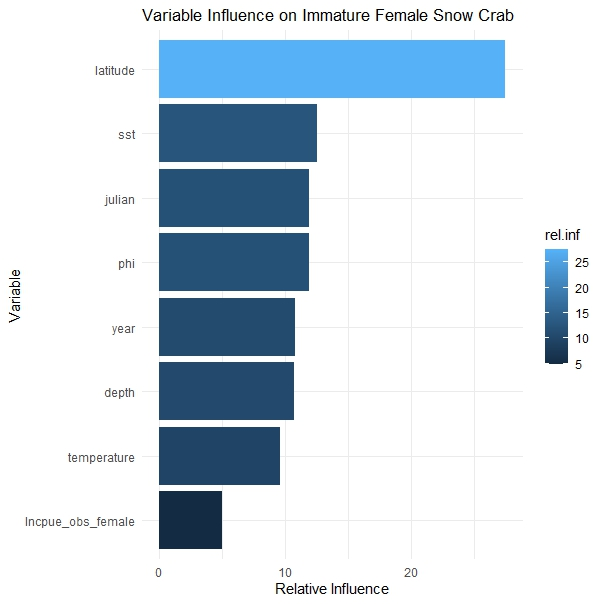 Variable Influence on Immature Female Snow Crab
latitude
sst
julian
phi
year
depth
temperature
lncpue_obs_female
Variable
0 10 20
Relative Influence
rel.inf
25
20
15
10
5